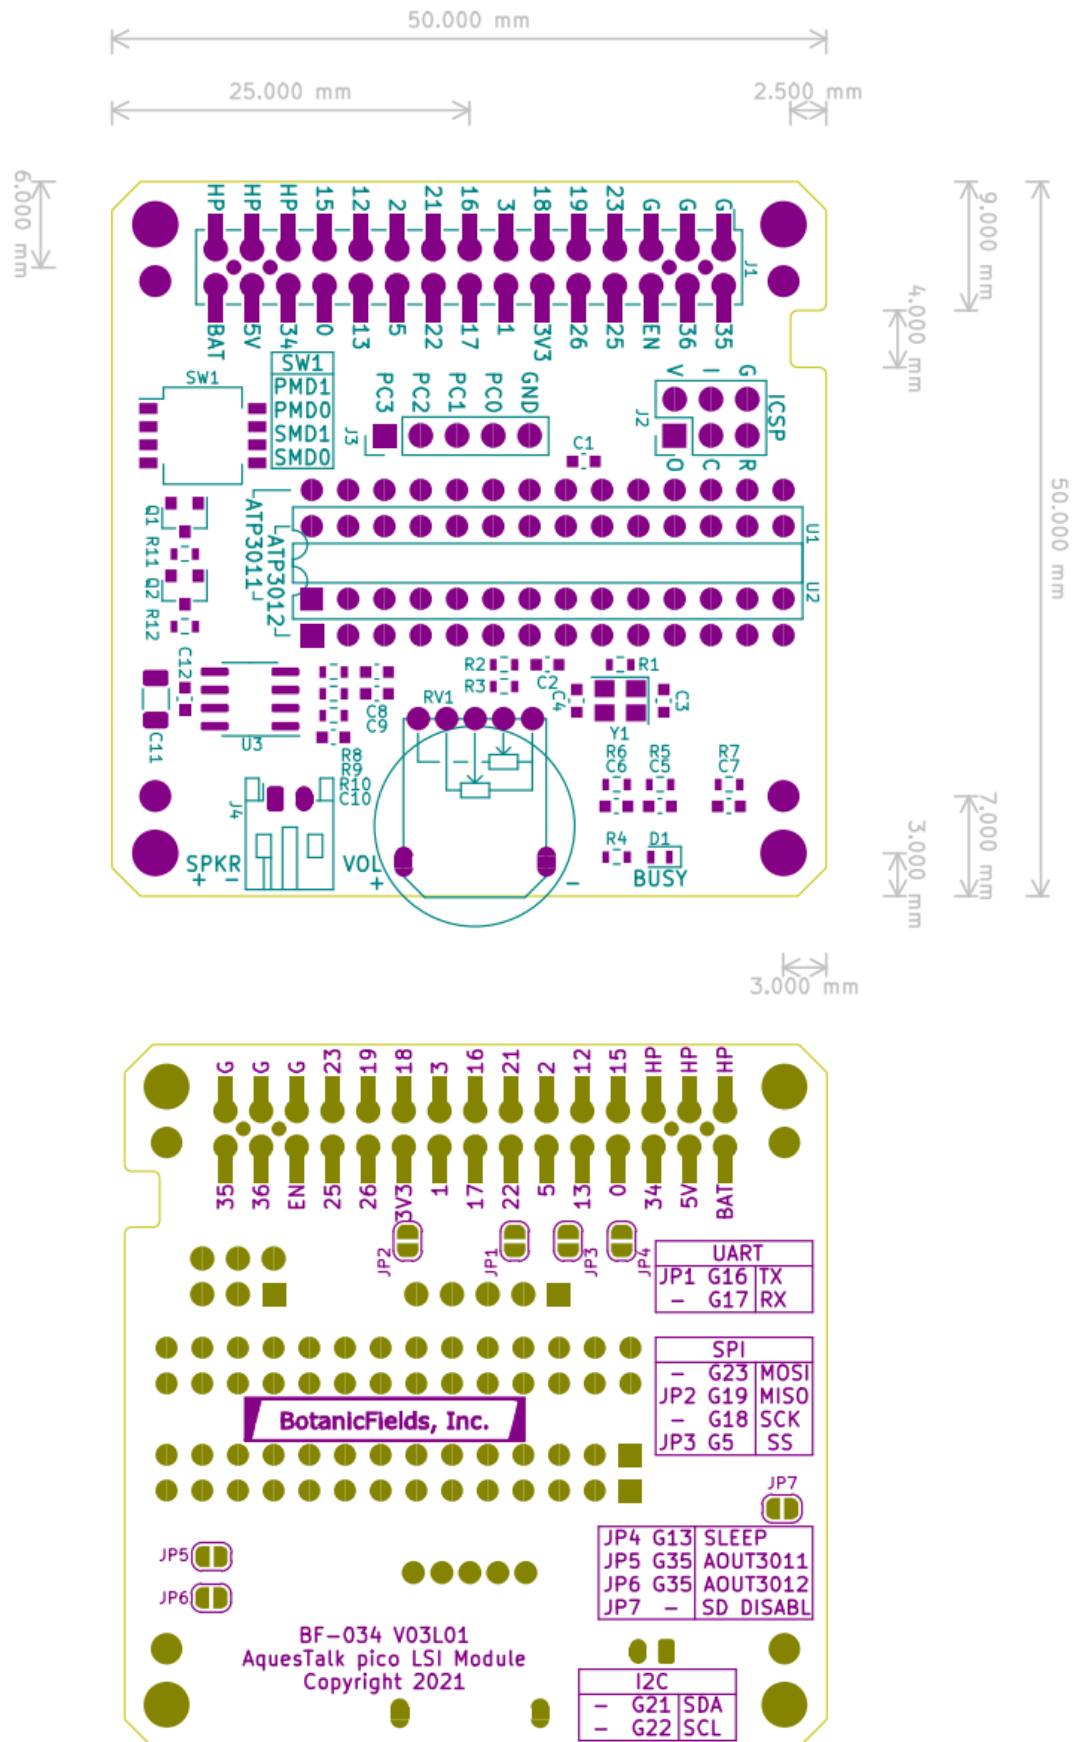 50.000 mm
25.000 mm
2.500 mm
6.000 mm
9.000 mm
4.000 mm
50.000 mm
HP HP HP 15 12 2 21 16 3 18 19 23 G G G
J1
BAT 5V 34 0 13 5 22 17 1 3V3 26 25 EN 36 35
SW1
SW1
PMD1
PMD0
SMD1
SMD0
PC3 PC2 PC1 PC0 GND
J3
V I G
J2
ICSP
O C R
C1
Q1
R11
Q2
R12
ATP3011
ATP3012
U1
U2
C12
C11
U3
R2
R3
C2
R1
C4
C3
Y1
C8
C9
RV1
R8
R9
R10
C10
R6 R5 R7
C6 C5 C7
J4
R4 D1
BUSY
SPKR
+ -
VOL
+ -
7.000 mm
3.000 mm
3.000 mm
G G G 23 19 18 3 16 21 2 12 15 HP HP HP
35 36 EN 25 26 3V3 1 17 22 5 13 0 34 5V BAT
JP2 JP1 JP3 JP4
UART
JP1 G16 TX
- G17 RX
SPI
- G23 MOSI
JP2 G19 MISO
- G18 SCK
JP3 G5 SS
BotanicFields, Inc.
JP7
JP4 G13 SLEEP
JP5 G35 AOUT3011
JP6 G35 AOUT3012
JP7 - SD DISABL
JP5
JP6
BF-034 V03L01
AquesTalk pico LSI Module
Copyright 2021
I2C
- G21 SDA
- G22 SCL